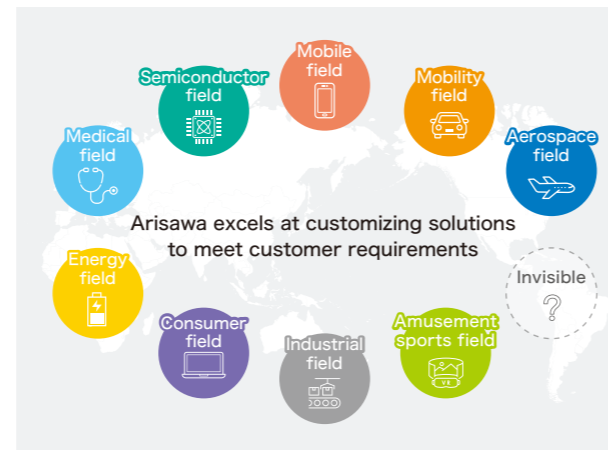 Mobile
field
Semiconductor
field
Mobility
field
Medical
field
Aerospace
field
Arisawa excels at customizing solutions
to meet customer requirements
Energy
field
Invisible
?
Consumer
field
Industrial
field
Amusement
sports field
VR